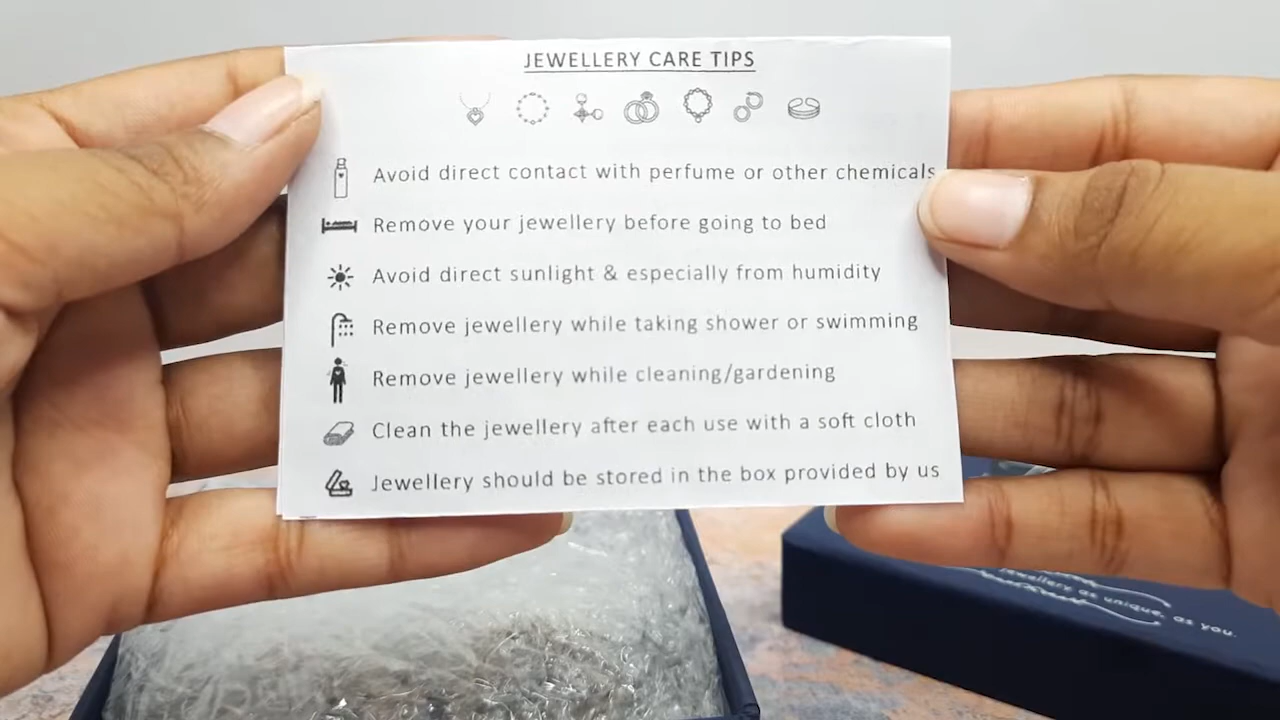 JEWELLERY CARE TIPS
Avoid direct contact with perfume or other chemicals
Remove your jewellery before going to bed
Avoid direct sunlight & especially from humidity
Remove jewellery while taking shower or swimming
Remove jewellery while cleaning/gardening
Clean the jewellery after each use with a soft cloth
Jewellery should be stored in the box provided by us
Jewellery as unique, as you.